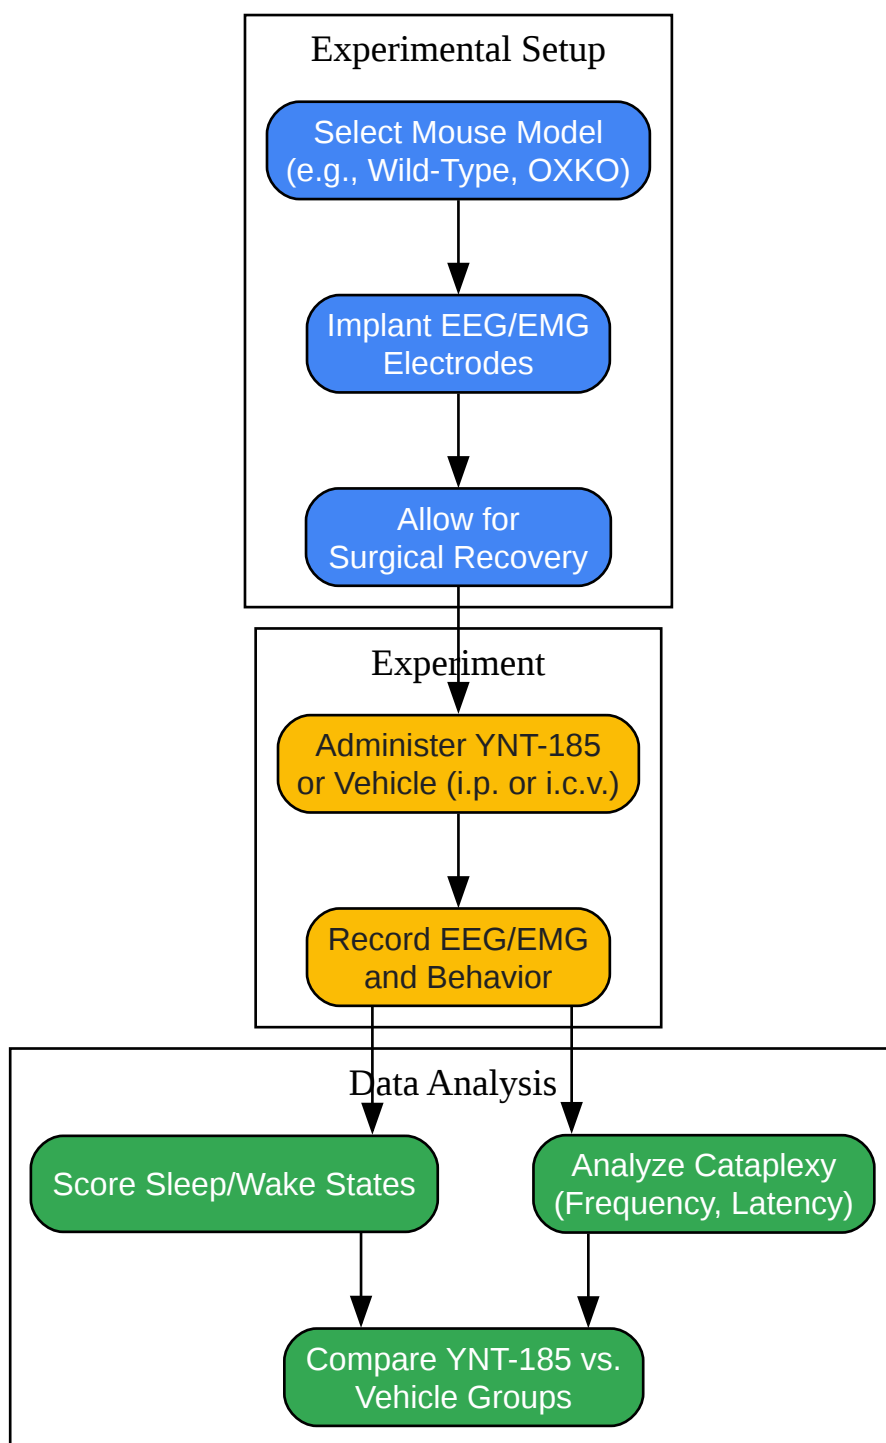 Experimental Setup
Select Mouse Model
(e.g., Wild-Type, OXKO)
Implant EEG/EMG
Electrodes
Allow for
Surgical Recovery
Experiment
Administer YNT-185
or Vehicle (i.p. or i.c.v.)
Record EEG/EMG
and Behavior
Data Analysis
Score Sleep/Wake States
Analyze Cataplexy
(Frequency, Latency)
Compare YNT-185 vs.
Vehicle Groups